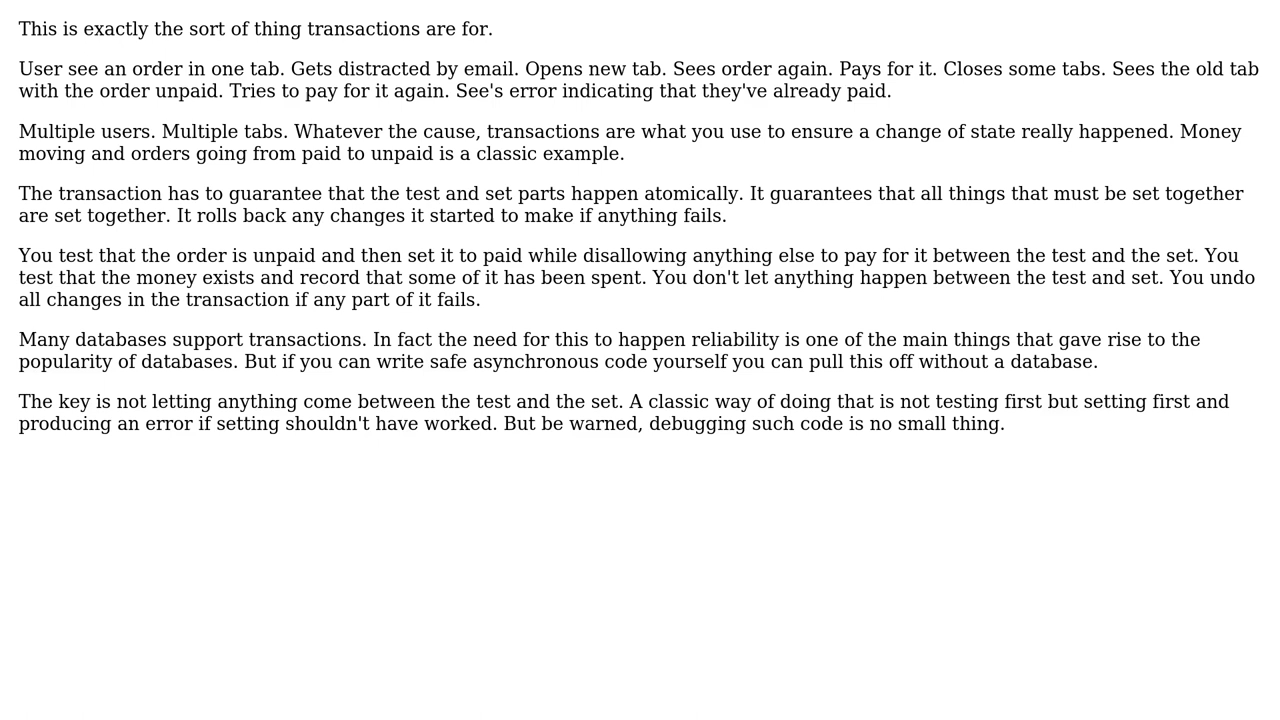 This is exactly the sort of thing transactions are for.
User see an order in one tab. Gets distracted by email. Opens new tab. Sees order again. Pays for it. Closes some tabs. Sees the old tab
with the order unpaid. Tries to pay for it again. See's error indicating that they've already paid.
Multiple users. Multiple tabs. Whatever the cause, transactions are what you use to ensure a change of state really happened. Money
moving and orders going from paid to unpaid is a classic example.
The transaction has to guarantee that the test and set parts happen atomically. It guarantees that all things that must be set together
are set together. It rolls back any changes it started to make if anything fails.
You test that the order is unpaid and then set it to paid while disallowing anything else to pay for it between the test and the set. You
test that the money exists and record that some of it has been spent. You don't let anything happen between the test and set. You undo
all changes in the transaction if any part of it fails.
Many databases support transactions. In fact the need for this to happen reliability is one of the main things that gave rise to the
popularity of databases. But if you can write safe asynchronous code yourself you can pull this off without a database.
The key is not letting anything come between the test and the set. A classic way of doing that is not testing first but setting first and
producing an error if setting shouldn't have worked. But be warned, debugging such code is no small thing.